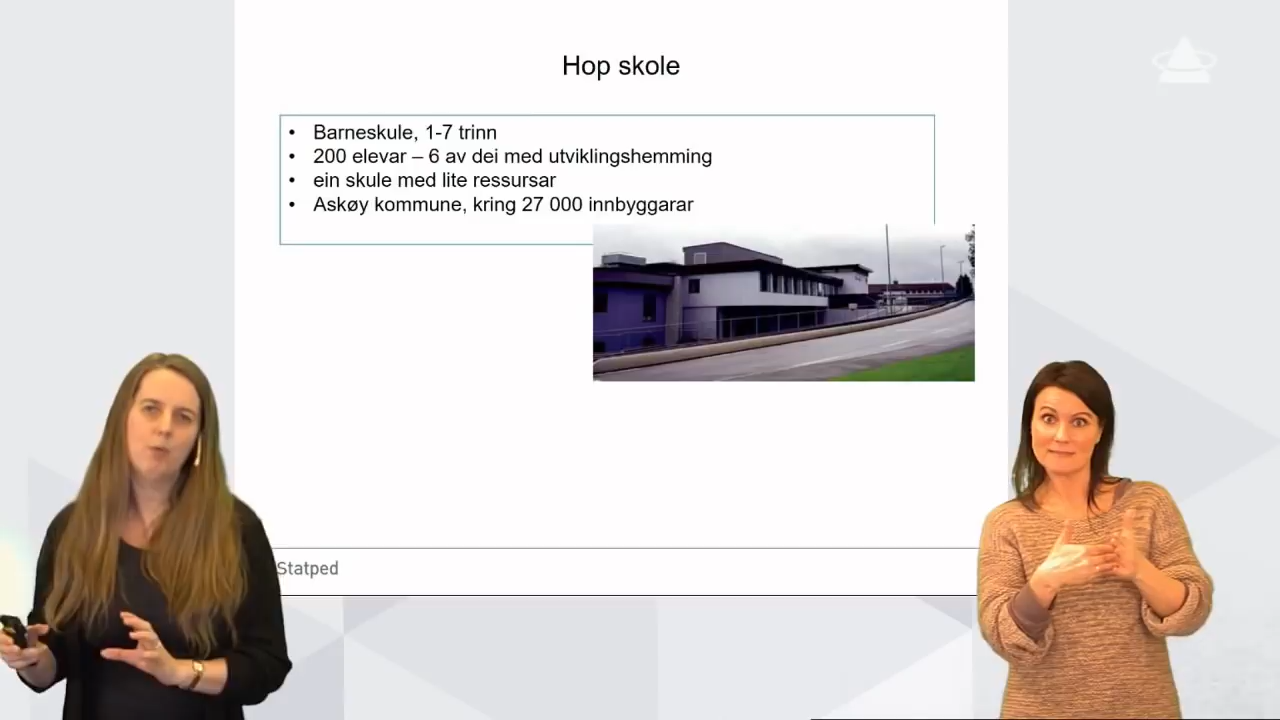 Hop skole
• Barneskule, 1-7 trinn
• 200 elevar – 6 av dei med utviklingshemming
• ein skule med lite ressursar
• Askøy kommune, kring 27 000 innbyggarar
Statped